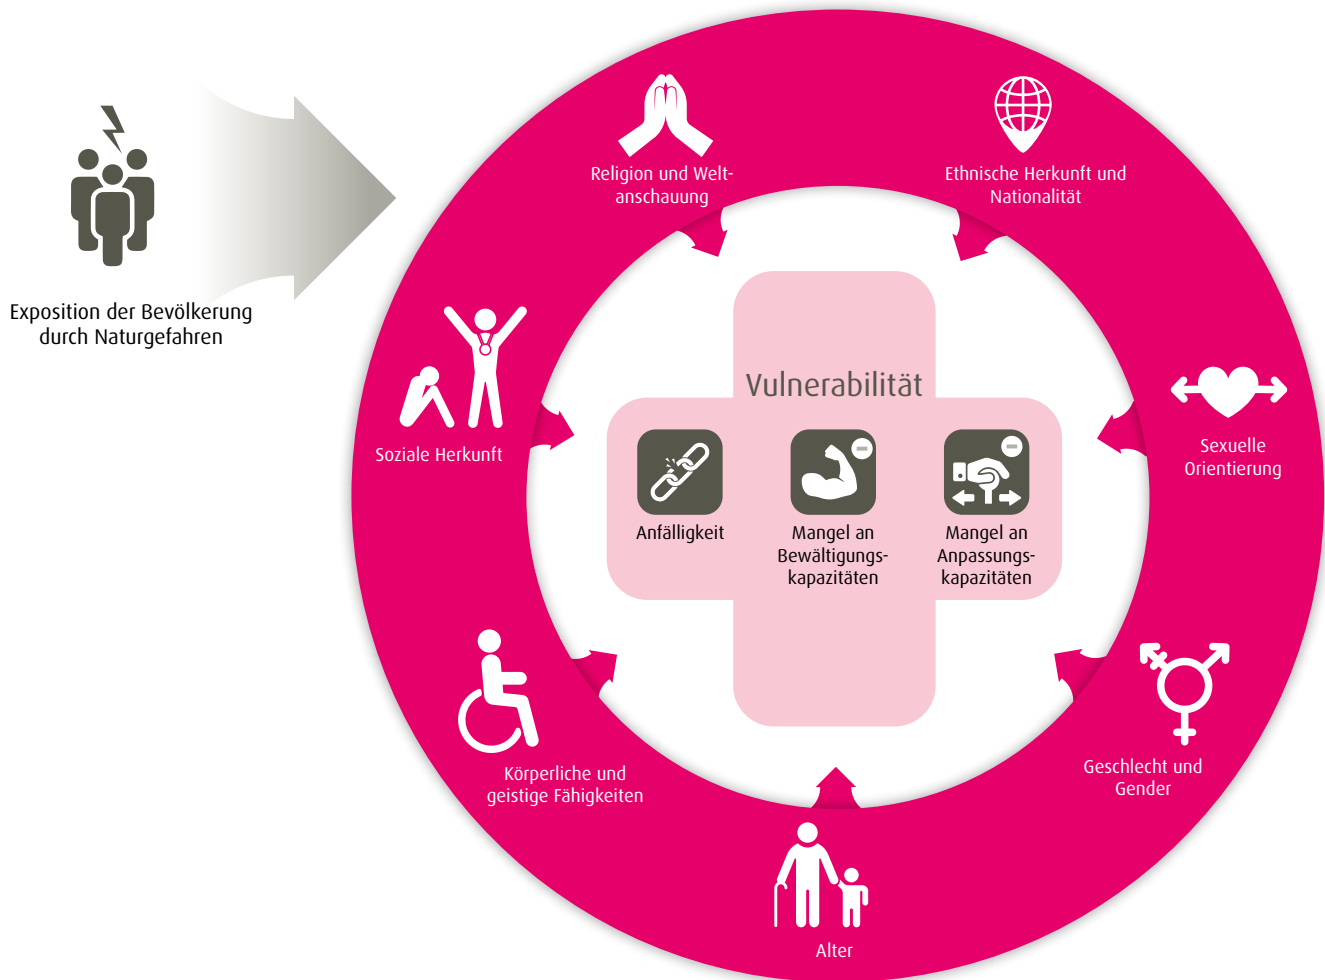 Religion und Welt-
anschauung
Ethnische Herkunft und
Nationalität
Exposition der Bevölkerung
durch Naturgefahren
Soziale Herkunft
Vulnerabilität
Sexuelle
Orientierung
Anfälligkeit
Mangel an
Bewältigungs-
kapazitäten
Mangel an
Anpassungs-
kapazitäten
Körperliche und
geistige Fähigkeiten
Geschlecht und
Gender
Alter